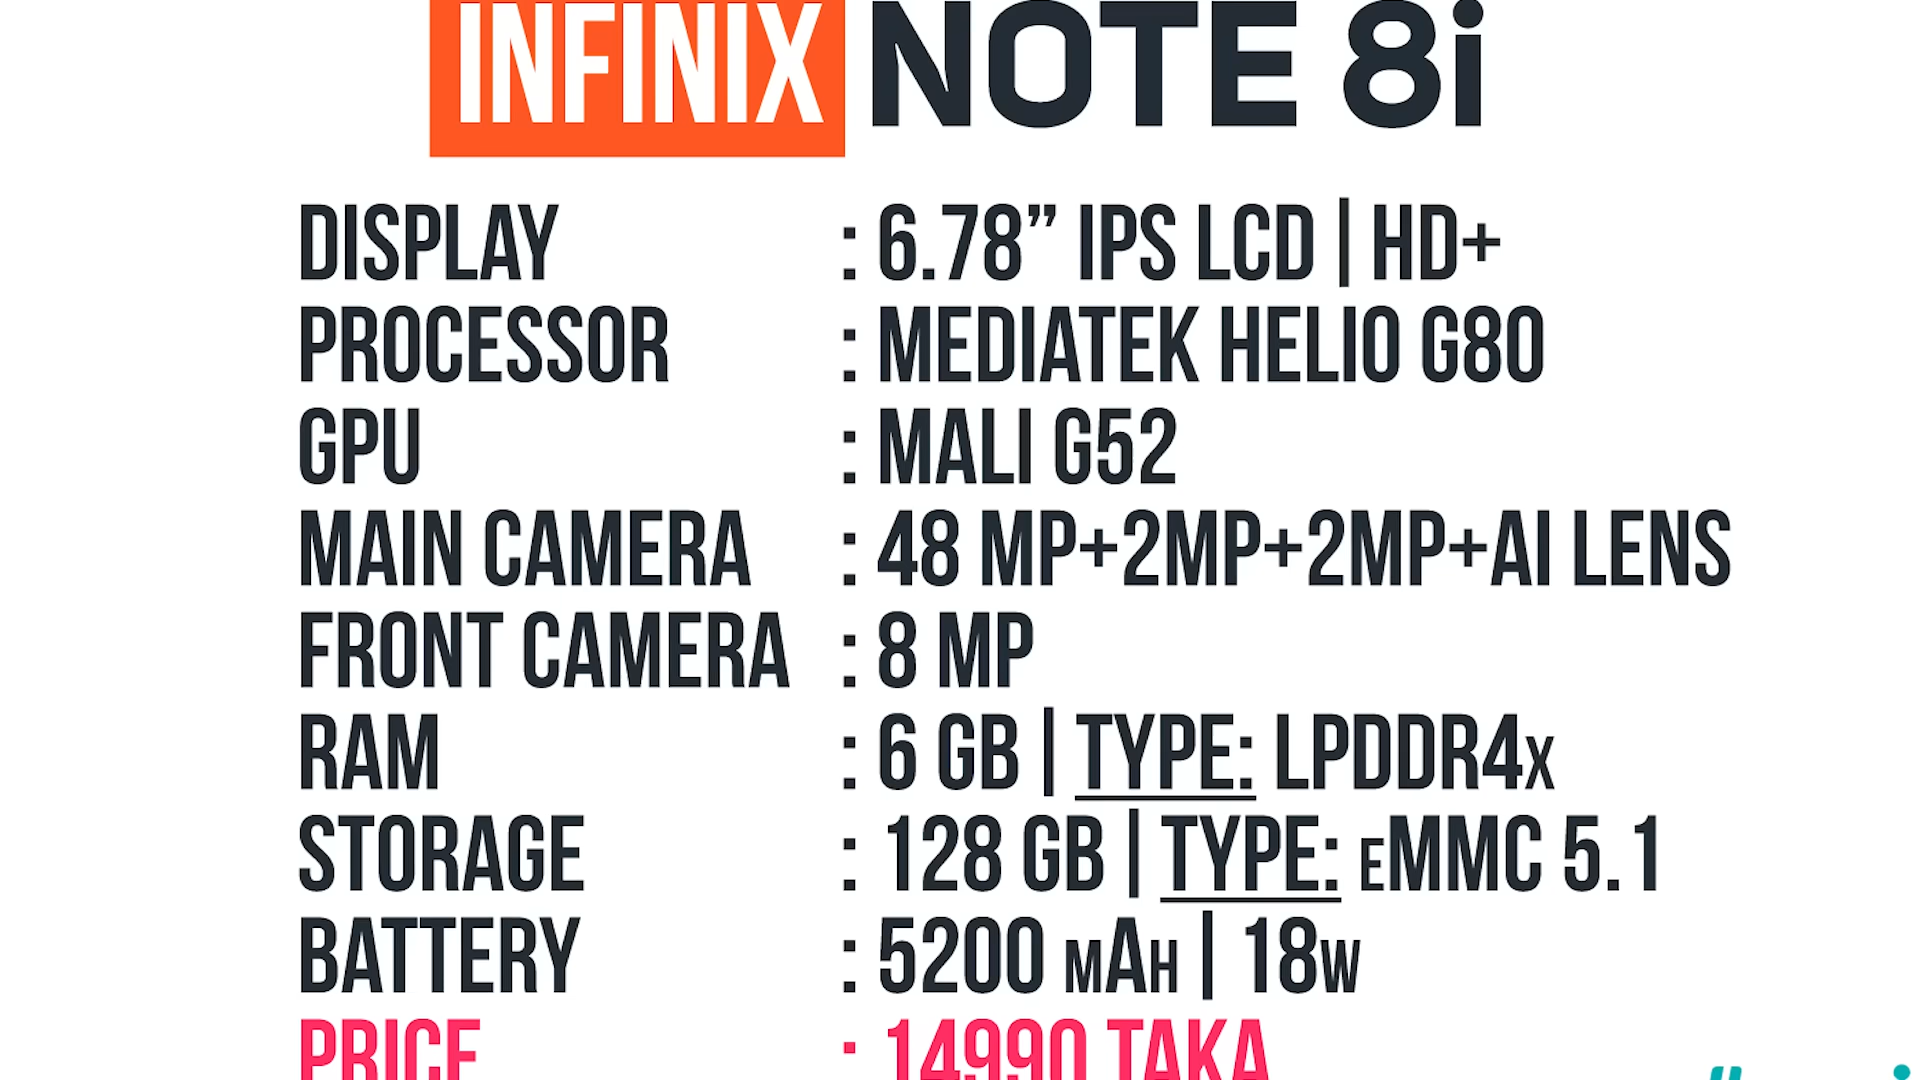 INFINIX NOTE 8i
DISPLAY : 6.78” IPS LCD | HD+
PROCESSOR : MEDIATEK HELIO G80
GPU : MALI G52
MAIN CAMERA : 48 MP+2MP+2MP+AI LENS
FRONT CAMERA : 8 MP
RAM : 6 GB | TYPE: LPDDR4X
STORAGE : 128 GB | TYPE: EMMC 5.1
BATTERY : 5200 MAH | 18W
PRICE : 14990 TAKA